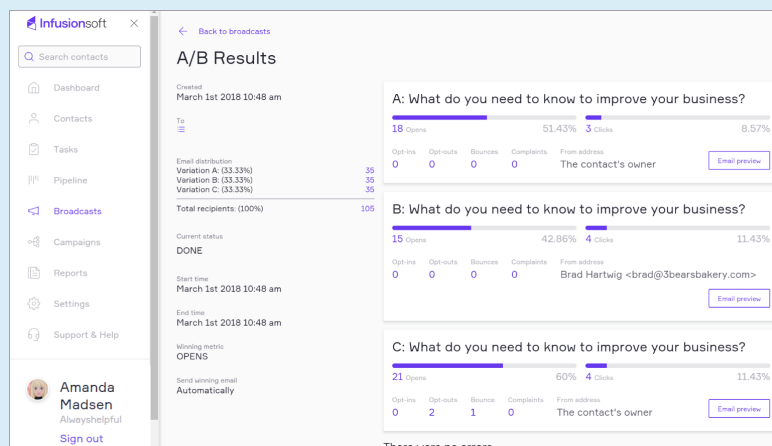 Infusionsoft
Search contacts
Dashboard
Contacts
Tasks
Pipeline
Broadcasts
Campaigns
Reports
Settings
Support & Help
Amanda
Madsen
Alwayshelpful
Sign out
Back to broadcasts
A/B Results
Created
March 1st 2018 10:48 am
To
Email distribution
Variation A: (33.33%) 35
Variation B: (33.33%) 35
Variation C: (33.33%) 35
Total recipients: (100%) 105
Current status
DONE
Start time
March 1st 2018 10:48 am
End time
March 1st 2018 10:48 am
Winning metric
OPENS
Send winning email
Automatically
A: What do you need to know to improve your business?
18 Opens 51.43% 3 Clicks 8.57%
Opt-ins Opt-outs Bounces Complaints From address
0 0 0 0 The contact's owner
Email preview
B: What do you need to know to improve your business?
15 Opens 42.86% 4 Clicks 11.43%
Opt-ins Opt-outs Bounces Complaints From address
0 0 0 0 Brad Hartwig <brad@3bearsbakery.com>
Email preview
C: What do you need to know to improve your business?
21 Opens 60% 4 Clicks 11.43%
Opt-ins Opt-outs Bounce Complaints From address
0 2 1 0 The contact's owner
Email preview
There were no errors